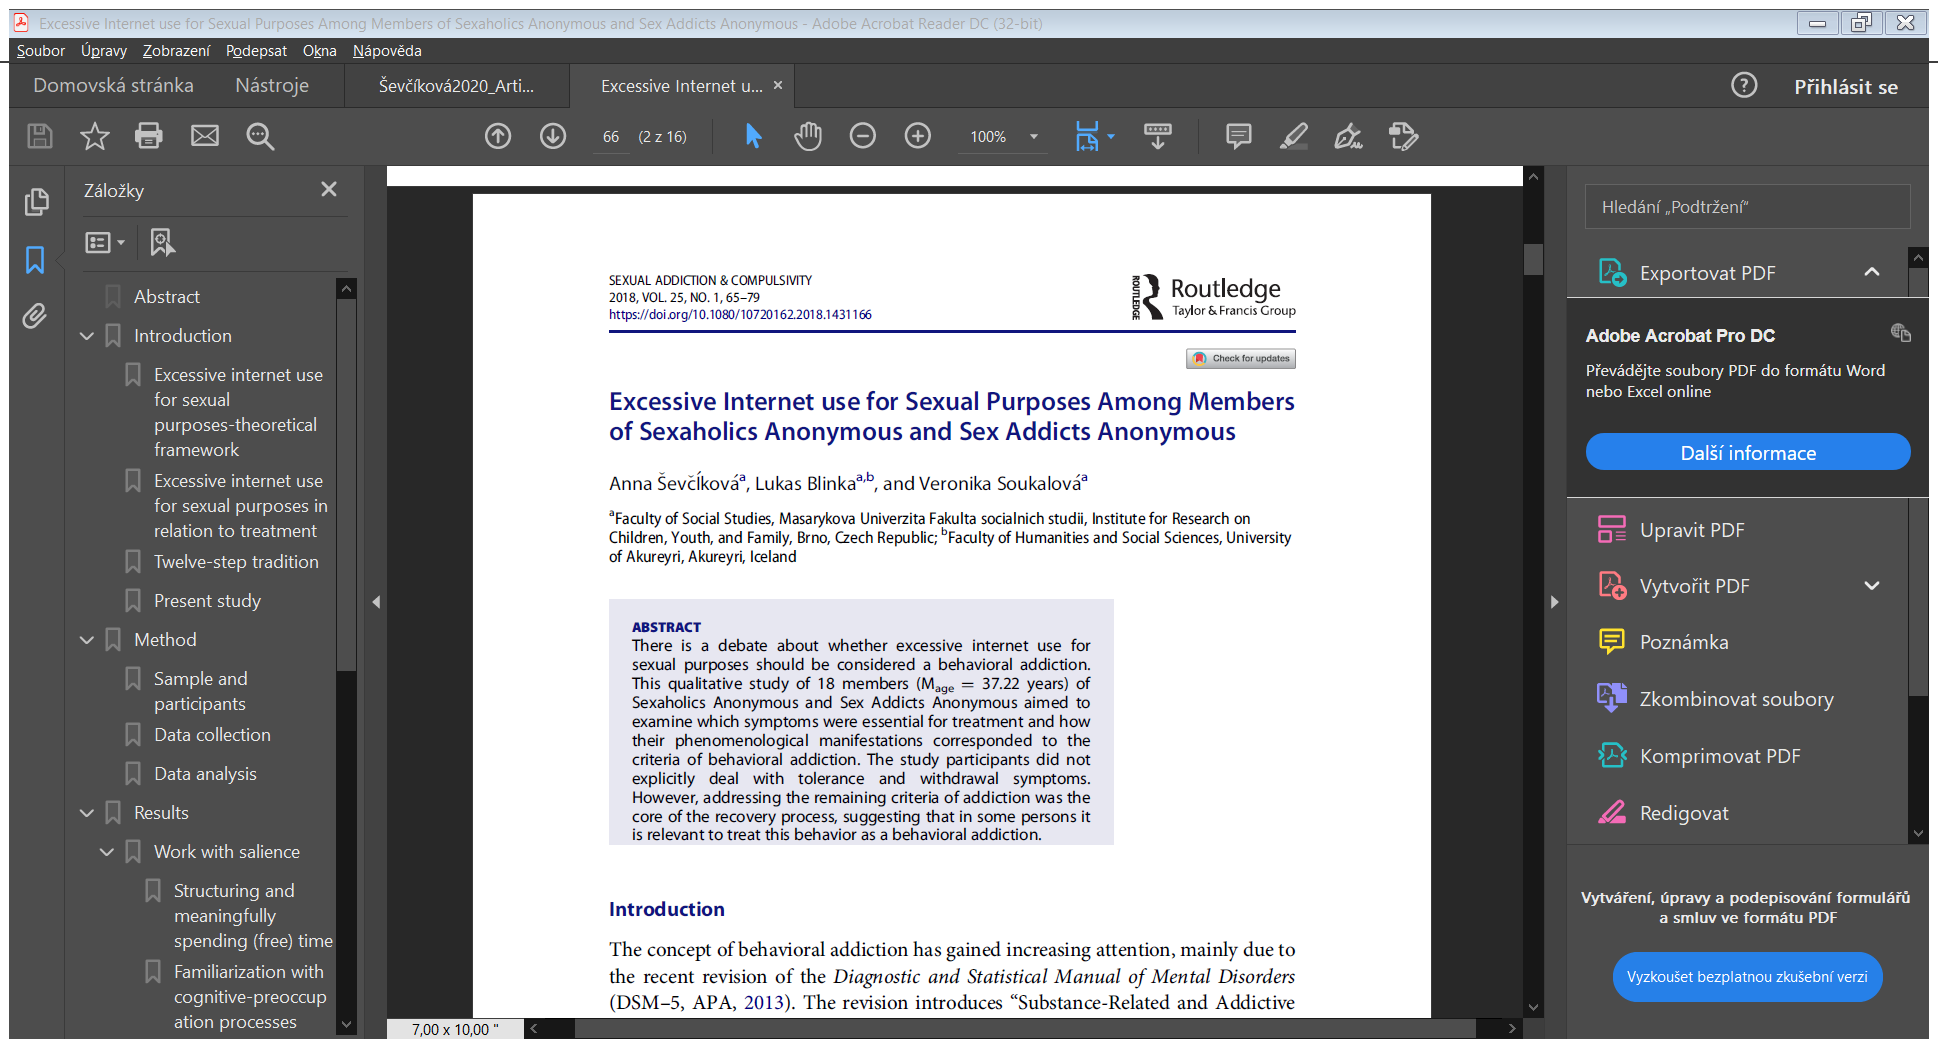 Excessive Internet use for Sexual Purposes Among Members of Sexaholics Anonymous and Sex Addicts Anonymous - Adobe Acrobat Reader DC (32-bit)
Soubor Úpravy Zobrazení Podepsat Okna Nápověda
Domovská stránka Nástroje Ševčíková2020_Arti... Excessive Internet u... × Přihlásit se
66 (2 z 16) 100%
Záložky
Abstract
Introduction
Excessive internet use
for sexual
purposes-theoretical
framework
Excessive internet use
for sexual purposes in
relation to treatment
Twelve-step tradition
Present study
Method
Sample and
participants
Data collection
Data analysis
Results
Work with salience
Structuring and
meaningfully
spending (free) time
Familiarization with
cognitive-preoccup
ation processes
SEXUAL ADDICTION & COMPULSIVITY
2018, VOL. 25, NO. 1, 65–79
https://doi.org/10.1080/10720162.2018.1431166
ROUTLEDGE
Routledge
Taylor & Francis Group
Check for updates
Excessive Internet use for Sexual Purposes Among Members
of Sexaholics Anonymous and Sex Addicts Anonymous
Anna ŠevčÍkováa, Lukas Blinkaa,b, and Veronika Soukalováa
aFaculty of Social Studies, Masarykova Univerzita Fakulta socialnich studii, Institute for Research on
Children, Youth, and Family, Brno, Czech Republic; bFaculty of Humanities and Social Sciences, University
of Akureyri, Akureyri, Iceland
ABSTRACT
There is a debate about whether excessive internet use for
sexual purposes should be considered a behavioral addiction.
This qualitative study of 18 members (Mage = 37.22 years) of
Sexaholics Anonymous and Sex Addicts Anonymous aimed to
examine which symptoms were essential for treatment and how
their phenomenological manifestations corresponded to the
criteria of behavioral addiction. The study participants did not
explicitly deal with tolerance and withdrawal symptoms.
However, addressing the remaining criteria of addiction was the
core of the recovery process, suggesting that in some persons it
is relevant to treat this behavior as a behavioral addiction.
Introduction
The concept of behavioral addiction has gained increasing attention, mainly due to
the recent revision of the Diagnostic and Statistical Manual of Mental Disorders
(DSM–5, APA, 2013). The revision introduces “Substance-Related and Addictive
7,00 x 10,00 "
Hledání „Podtržení“
Exportovat PDF
Adobe Acrobat Pro DC
Převádějte soubory PDF do formátu Word
nebo Excel online
Další informace
Upravit PDF
Vytvořit PDF
Poznámka
Zkombinovat soubory
Komprimovat PDF
Redigovat
Vytváření, úpravy a podepisování formulářů
a smluv ve formátu PDF
Vyzkoušet bezplatnou zkušební verzi